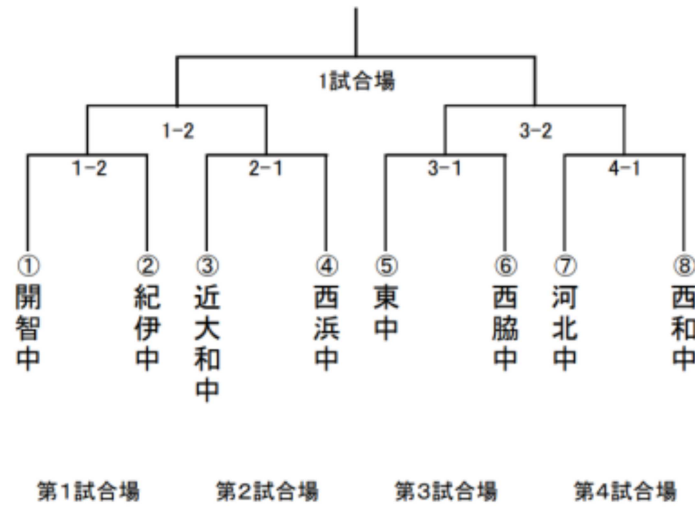 1試合場
1-2
3-2
1-2
2-1
3-1
4-1
①開智中
②紀伊中
③近大和中
④西浜中
⑤東中
⑥西脇中
⑦河北中
⑧西和中
第1試合場
第2試合場
第3試合場
第4試合場